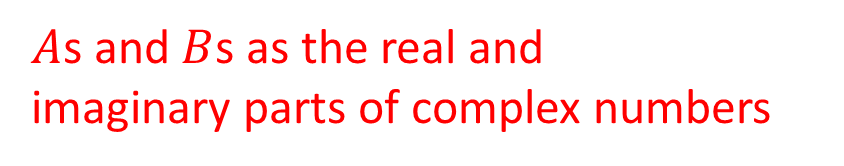 As and Bs as the real and
imaginary parts of complex numbers